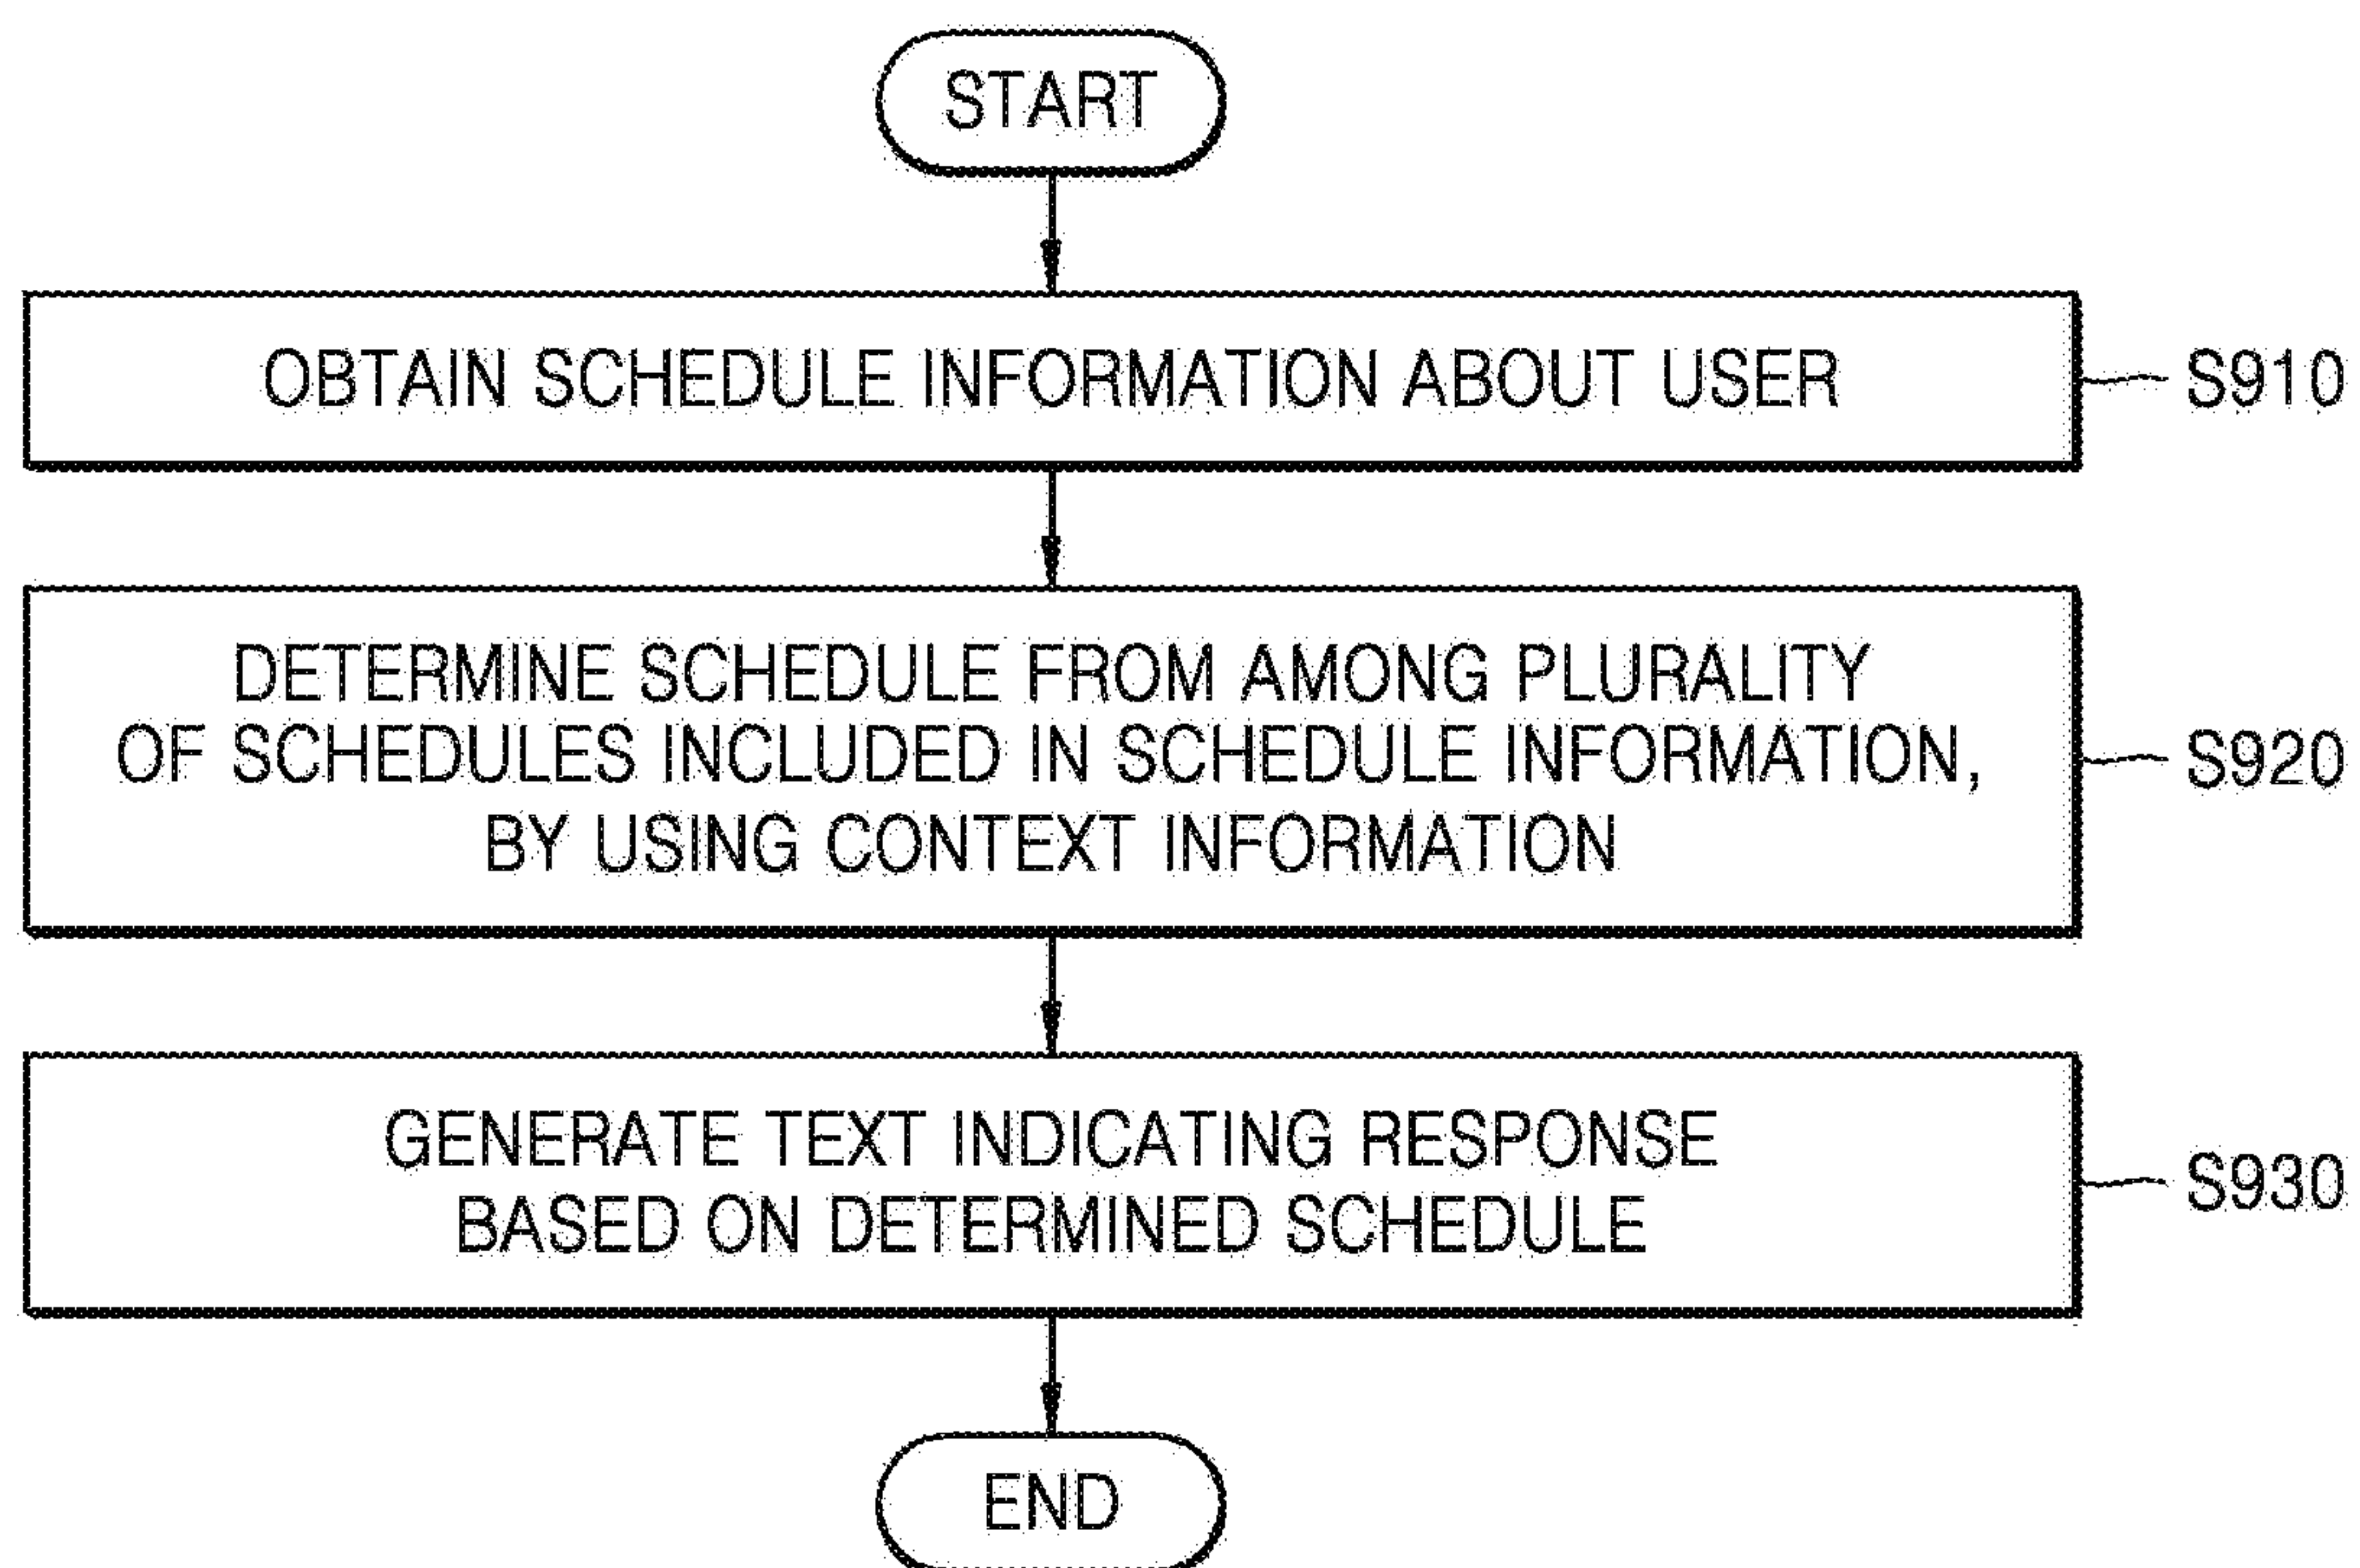 START
OBTAIN SCHEDULE INFORMATION ABOUT USER
S910
DETERMINE SCHEDULE FROM AMONG PLURALITY
OF SCHEDULES INCLUDED IN SCHEDULE INFORMATION,
BY USING CONTEXT INFORMATION
S920
GENERATE TEXT INDICATING RESPONSE
BASED ON DETERMINED SCHEDULE
S930
END